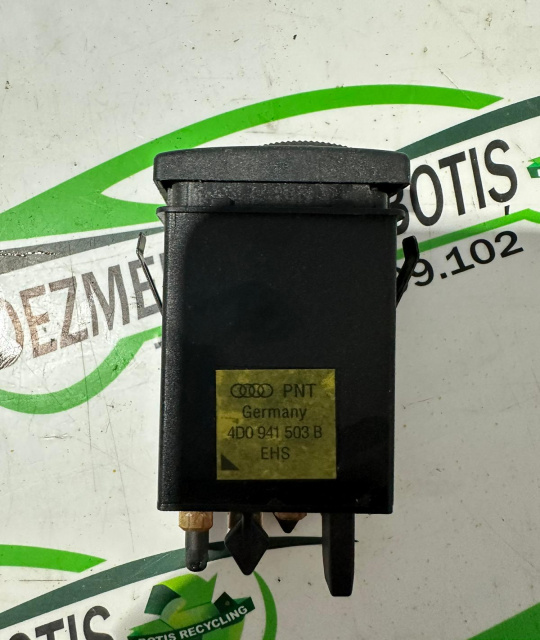 BOTIȘ
9.102
DEZMEM
PNT
Germany
4D0 941 503 B
EHS
BOTIS RECYCLING